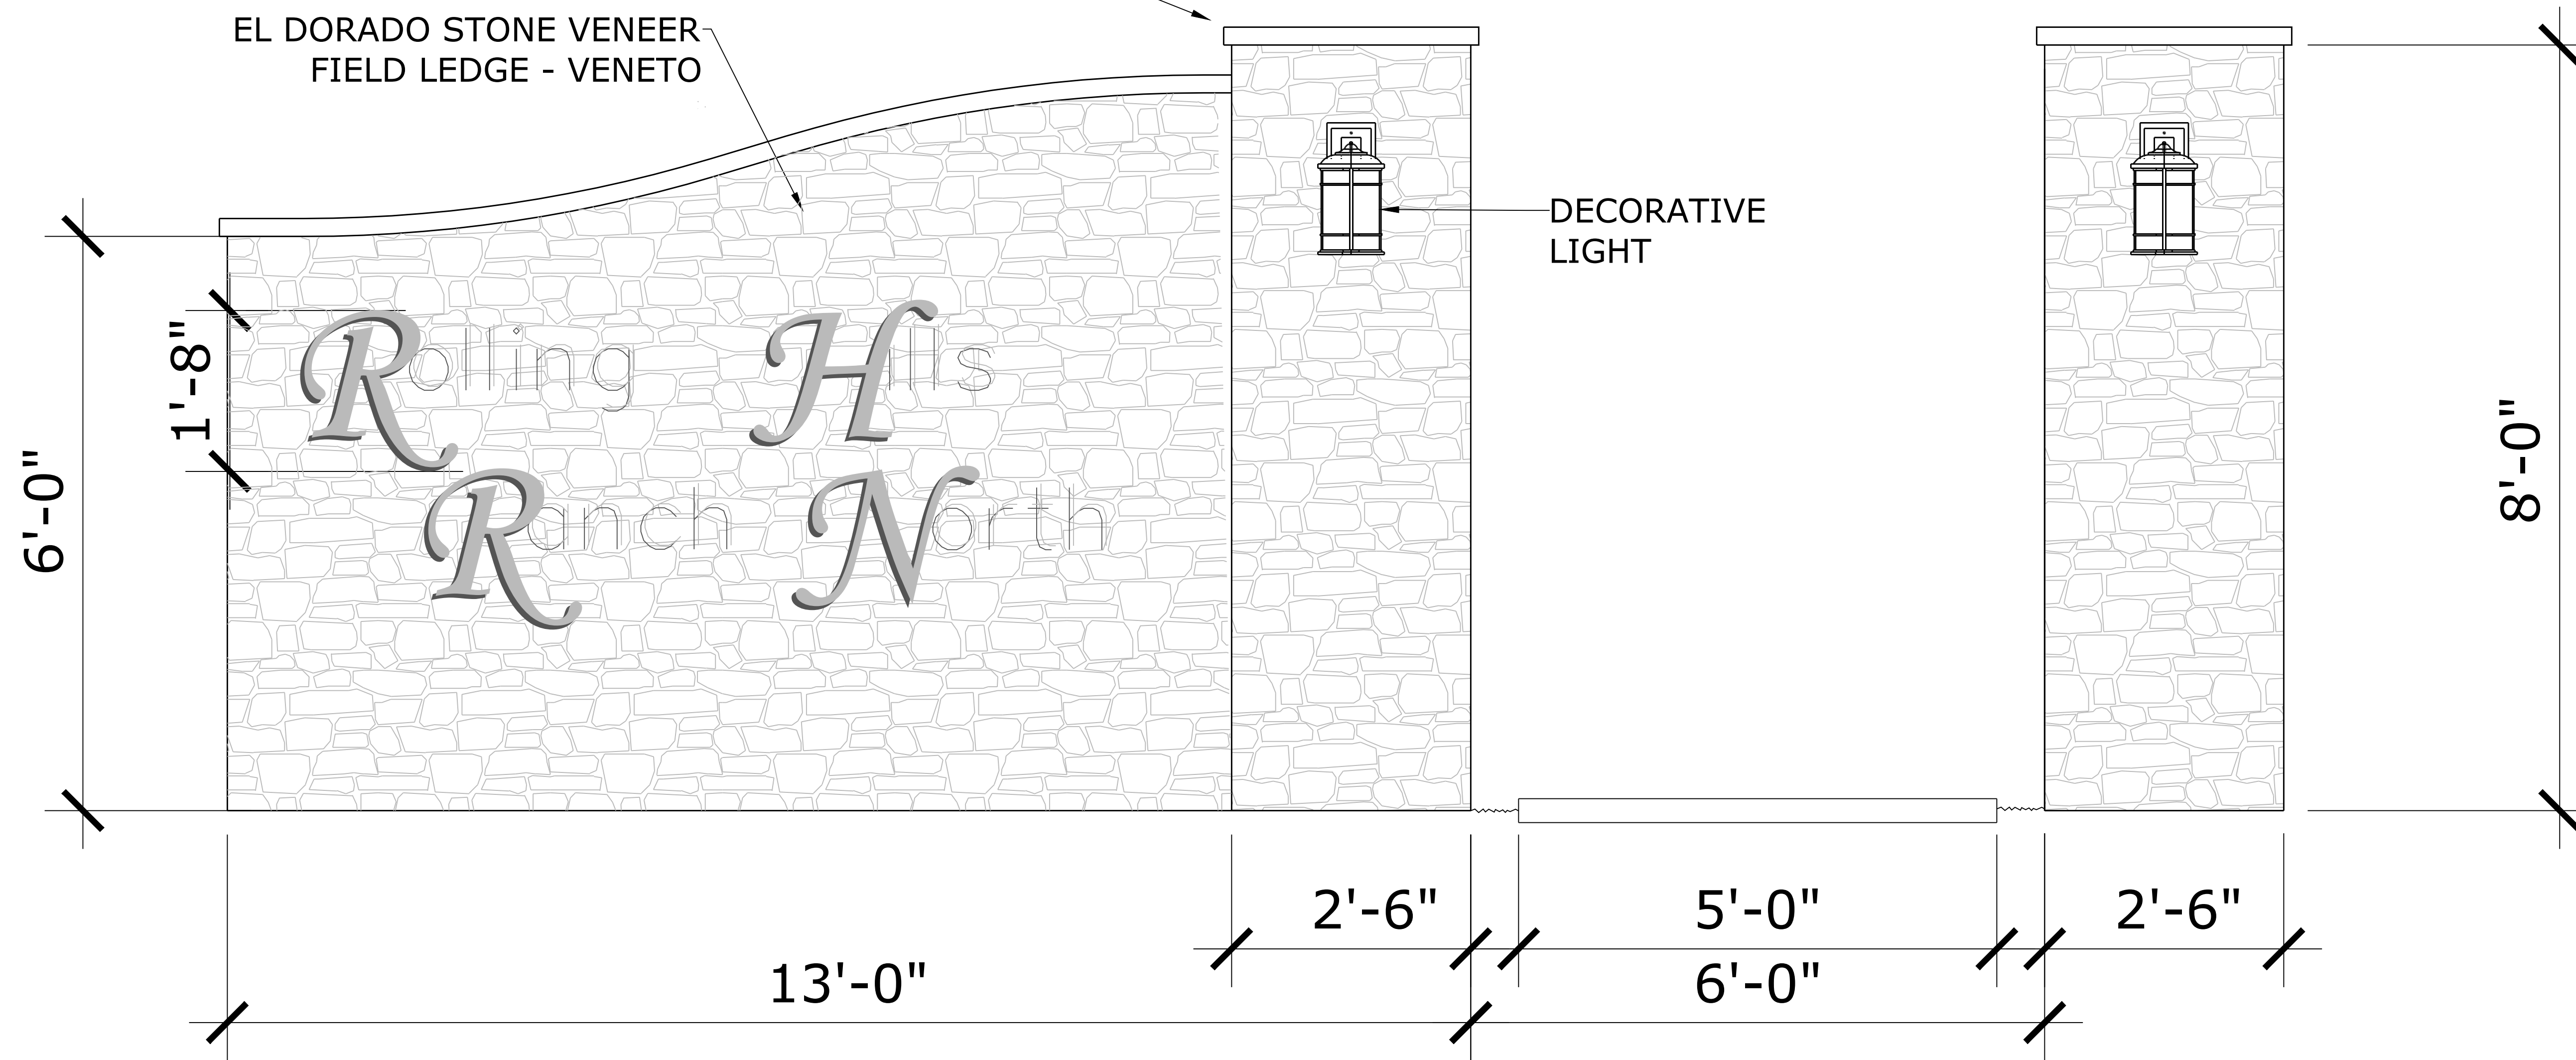 EL DORADO STONE VENEER
FIELD LEDGE - VENETO
DECORATIVE
LIGHT
Rolling Hills
Ranch North
1'-8"
6'-0"
8'-0"
2'-6"
5'-0"
2'-6"
13'-0"
6'-0"